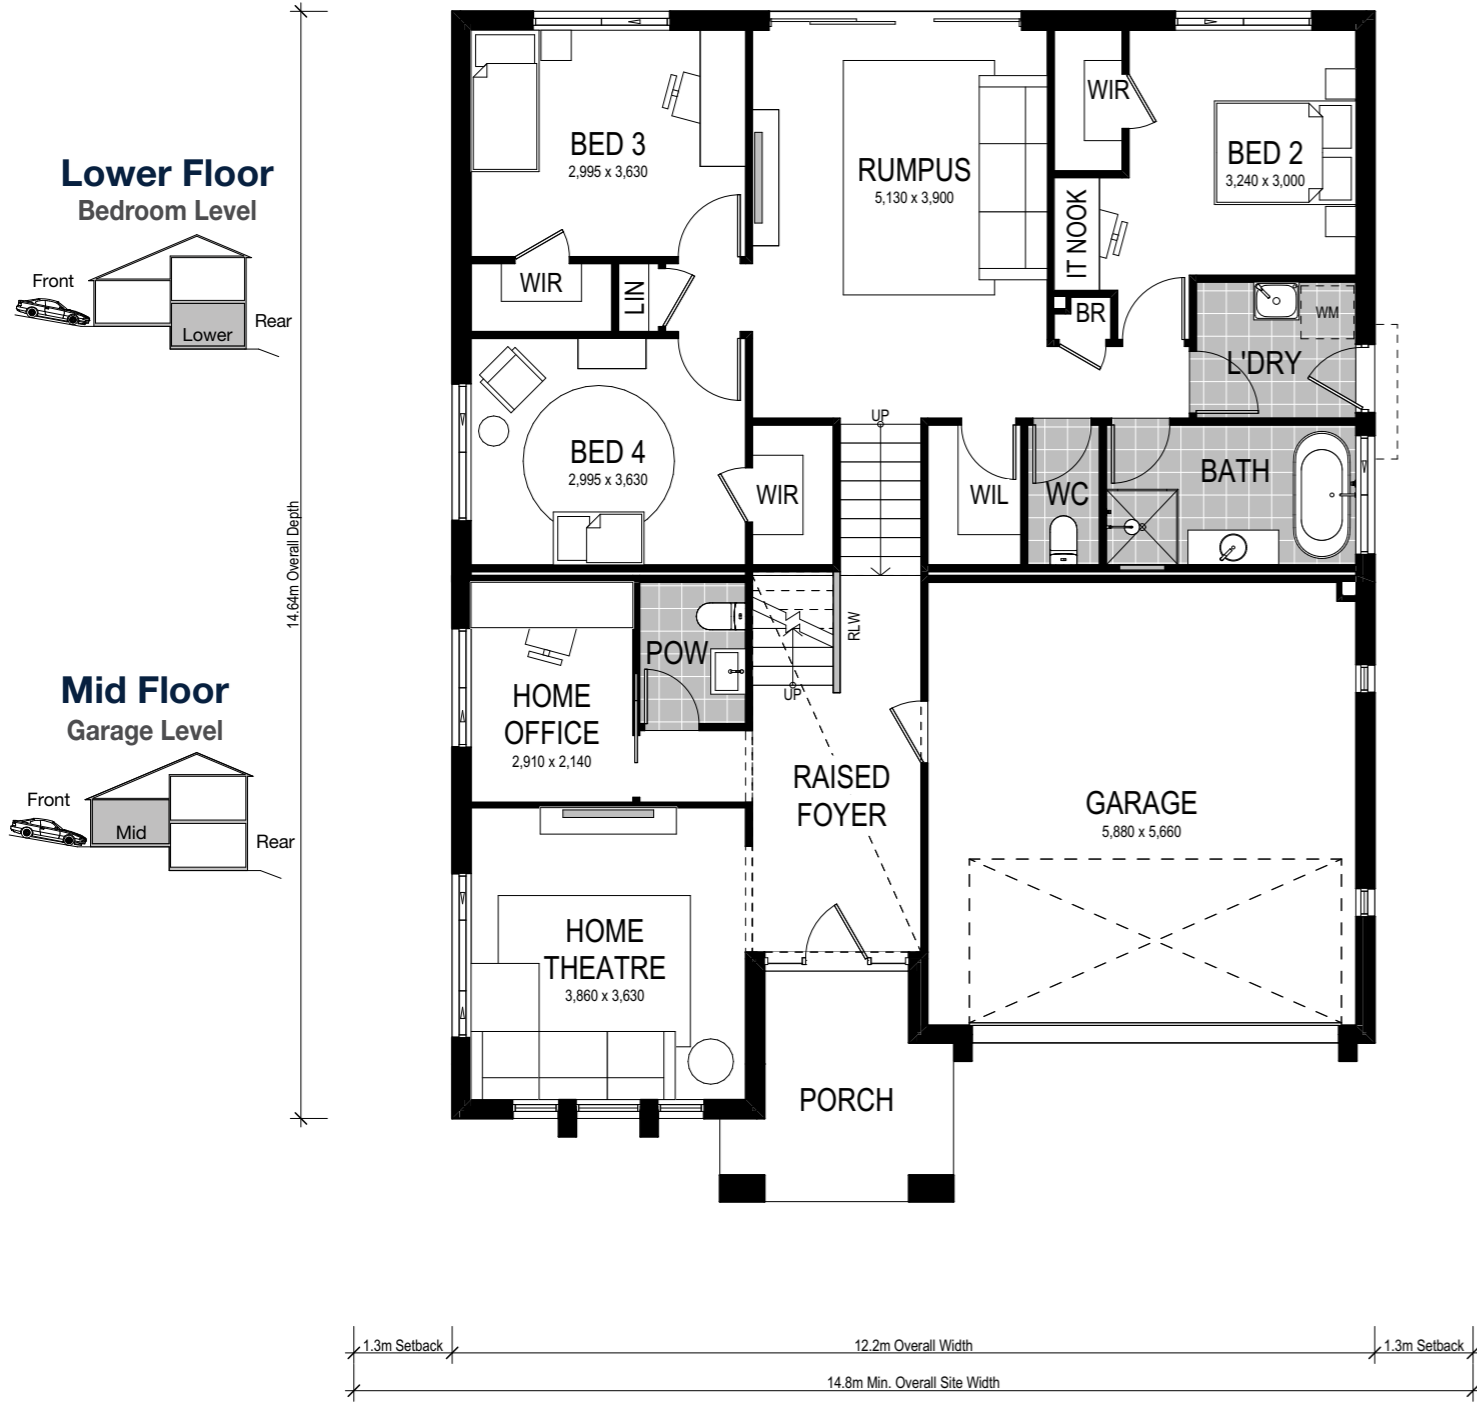 Lower Floor
Bedroom Level
Front
Lower
Rear
Mid Floor
Garage Level
Front
Mid
Rear
14.64m Overall Depth
BED 3
2,995 x 3,630
WIR
LIN
RUMPUS
5,130 x 3,900
WIR
BED 2
3,240 x 3,000
IT NOOK
BR
WM
L'DRY
BED 4
2,995 x 3,630
WIR
UP
WIL
WC
BATH
HOME
OFFICE
2,910 x 2,140
POW
UP
RLW
RAISED
FOYER
GARAGE
5,880 x 5,660
HOME
THEATRE
3,860 x 3,630
PORCH
1.3m Setback
12.2m Overall Width
1.3m Setback
14.8m Min. Overall Site Width